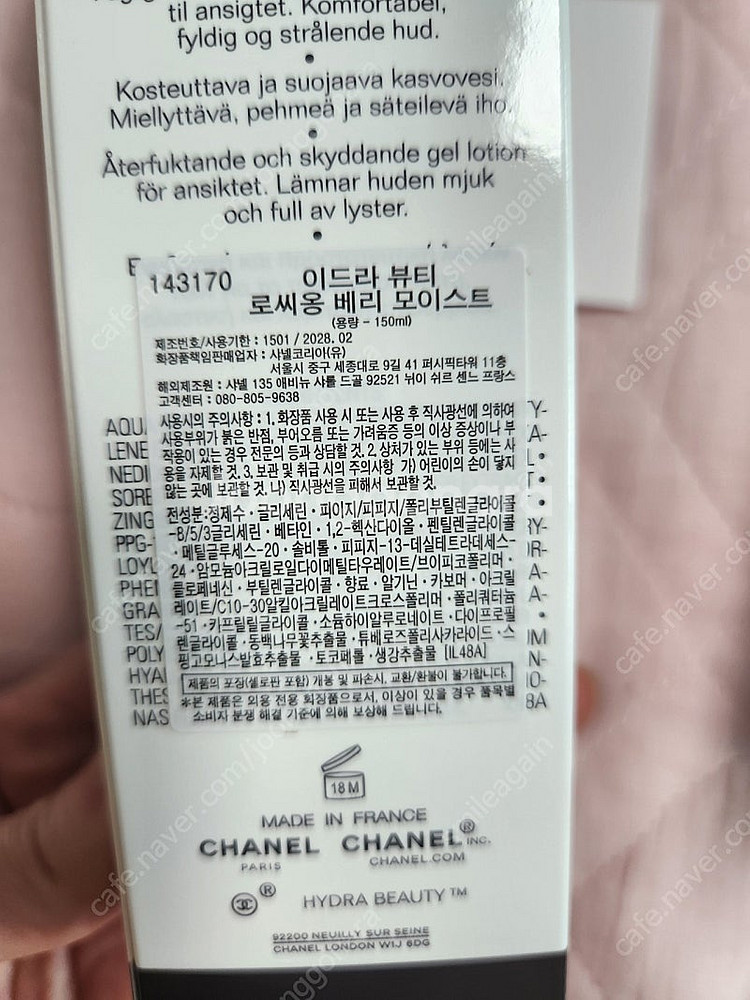 til ansigtet. Komfortabel,
fyldig og strålende hud.
•
Kosteuttava ja suojaava kasvovesi.
Miellyttävä, pehmeä ja säteilevä iho.
•
Återfuktande och skyddande gel lotion
för ansiktet. Lämnar huden mjuk
och full av lyster.
•
143170 이드라 뷰티
로씨옹 베리 모이스트
(용량 - 150ml)
제조번호/사용기한 : 1501 / 2028. 02
화장품책임판매업자 : 샤넬코리아(유)
서울시 중구 세종대로 9길 41 퍼시픽타워 11층
해외제조원 : 샤넬 135 애비뉴 샤를 드골 92521 뉘이 쉬르 센느 프랑스
고객센터 : 080-805-9638
사용시의 주의사항 : 1. 화장품 사용 시 또는 사용 후 직사광선에 의하여
사용부위가 붉은 반점, 부어오름 또는 가려움증 등의 이상 증상이나 부
작용이 있는 경우 전문의 등과 상담할 것. 2. 상처가 있는 부위 등에는 사
용을 자제할 것. 3. 보관 및 취급 시의 주의사항 가) 어린이의 손이 닿지
않는 곳에 보관할 것. 나) 직사광선을 피해서 보관할 것.
전성분:정제수 · 글리세린 · 피이지/피피지/폴리부틸렌글라이콜
-8/5/3글리세린 · 베타인 · 1,2-헥산다이올 · 펜틸렌글라이콜
· 메틸글루세스-20 · 솔비톨 · 피피지-13-데실테트라데세스-
24 · 암모늄아크릴로일다이메틸타우레이트/브이피코폴리머 ·
클로페네신 · 부틸렌글라이콜 · 향료 · 알기닌 · 카보머 · 아크릴
레이트/C10-30알킬아크릴레이트크로스폴리머 · 폴리쿼터늄
-51 · 카프릴릴글라이콜 · 소듐하이알루로네이트 · 다이프로필
렌글라이콜 · 동백나무꽃추출물 · 튜베로즈폴리사카라이드 · 스
핑고모나스발효추출물 · 토코페롤 · 생강추출물 [IL48A]
제품의 포장(셀로판 포함) 개봉 및 파손시, 교환/환불이 불가합니다.
※본 제품은 외용 전용 화장품으로서, 이상이 있을 경우 품목별
소비자 분쟁 해결 기준에 의해 보상해 드립니다.
18 M
MADE IN FRANCE
CHANEL CHANEL® INC.
PARIS CHANEL.COM
® HYDRA BEAUTY™
92200 NEUILLY SUR SEINE
CHANEL LONDON W1J 6DG